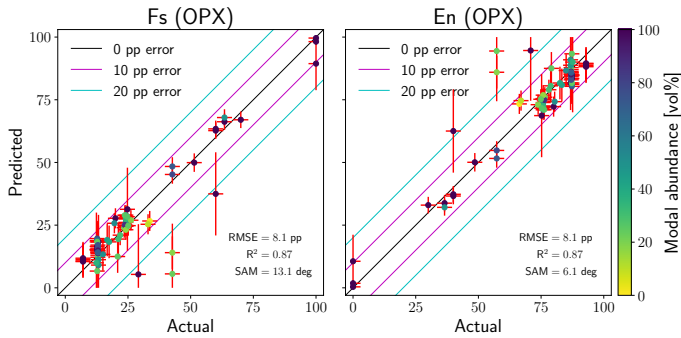 Fs (OPX)
En (OPX)
100
75
50
25
0
Predicted
0 pp error
10 pp error
20 pp error
RMSE = 8.1 pp
R² = 0.87
SAM = 13.1 deg
0 25 50 75 100
Actual
0 pp error
10 pp error
20 pp error
RMSE = 8.1 pp
R² = 0.87
SAM = 6.1 deg
0 25 50 75 100
Actual
100
80
60
40
20
0
Modal abundance [vol%]